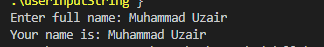 .\userInputString }
Enter full name: Muhammad Uzair
Your name is: Muhammad Uzair